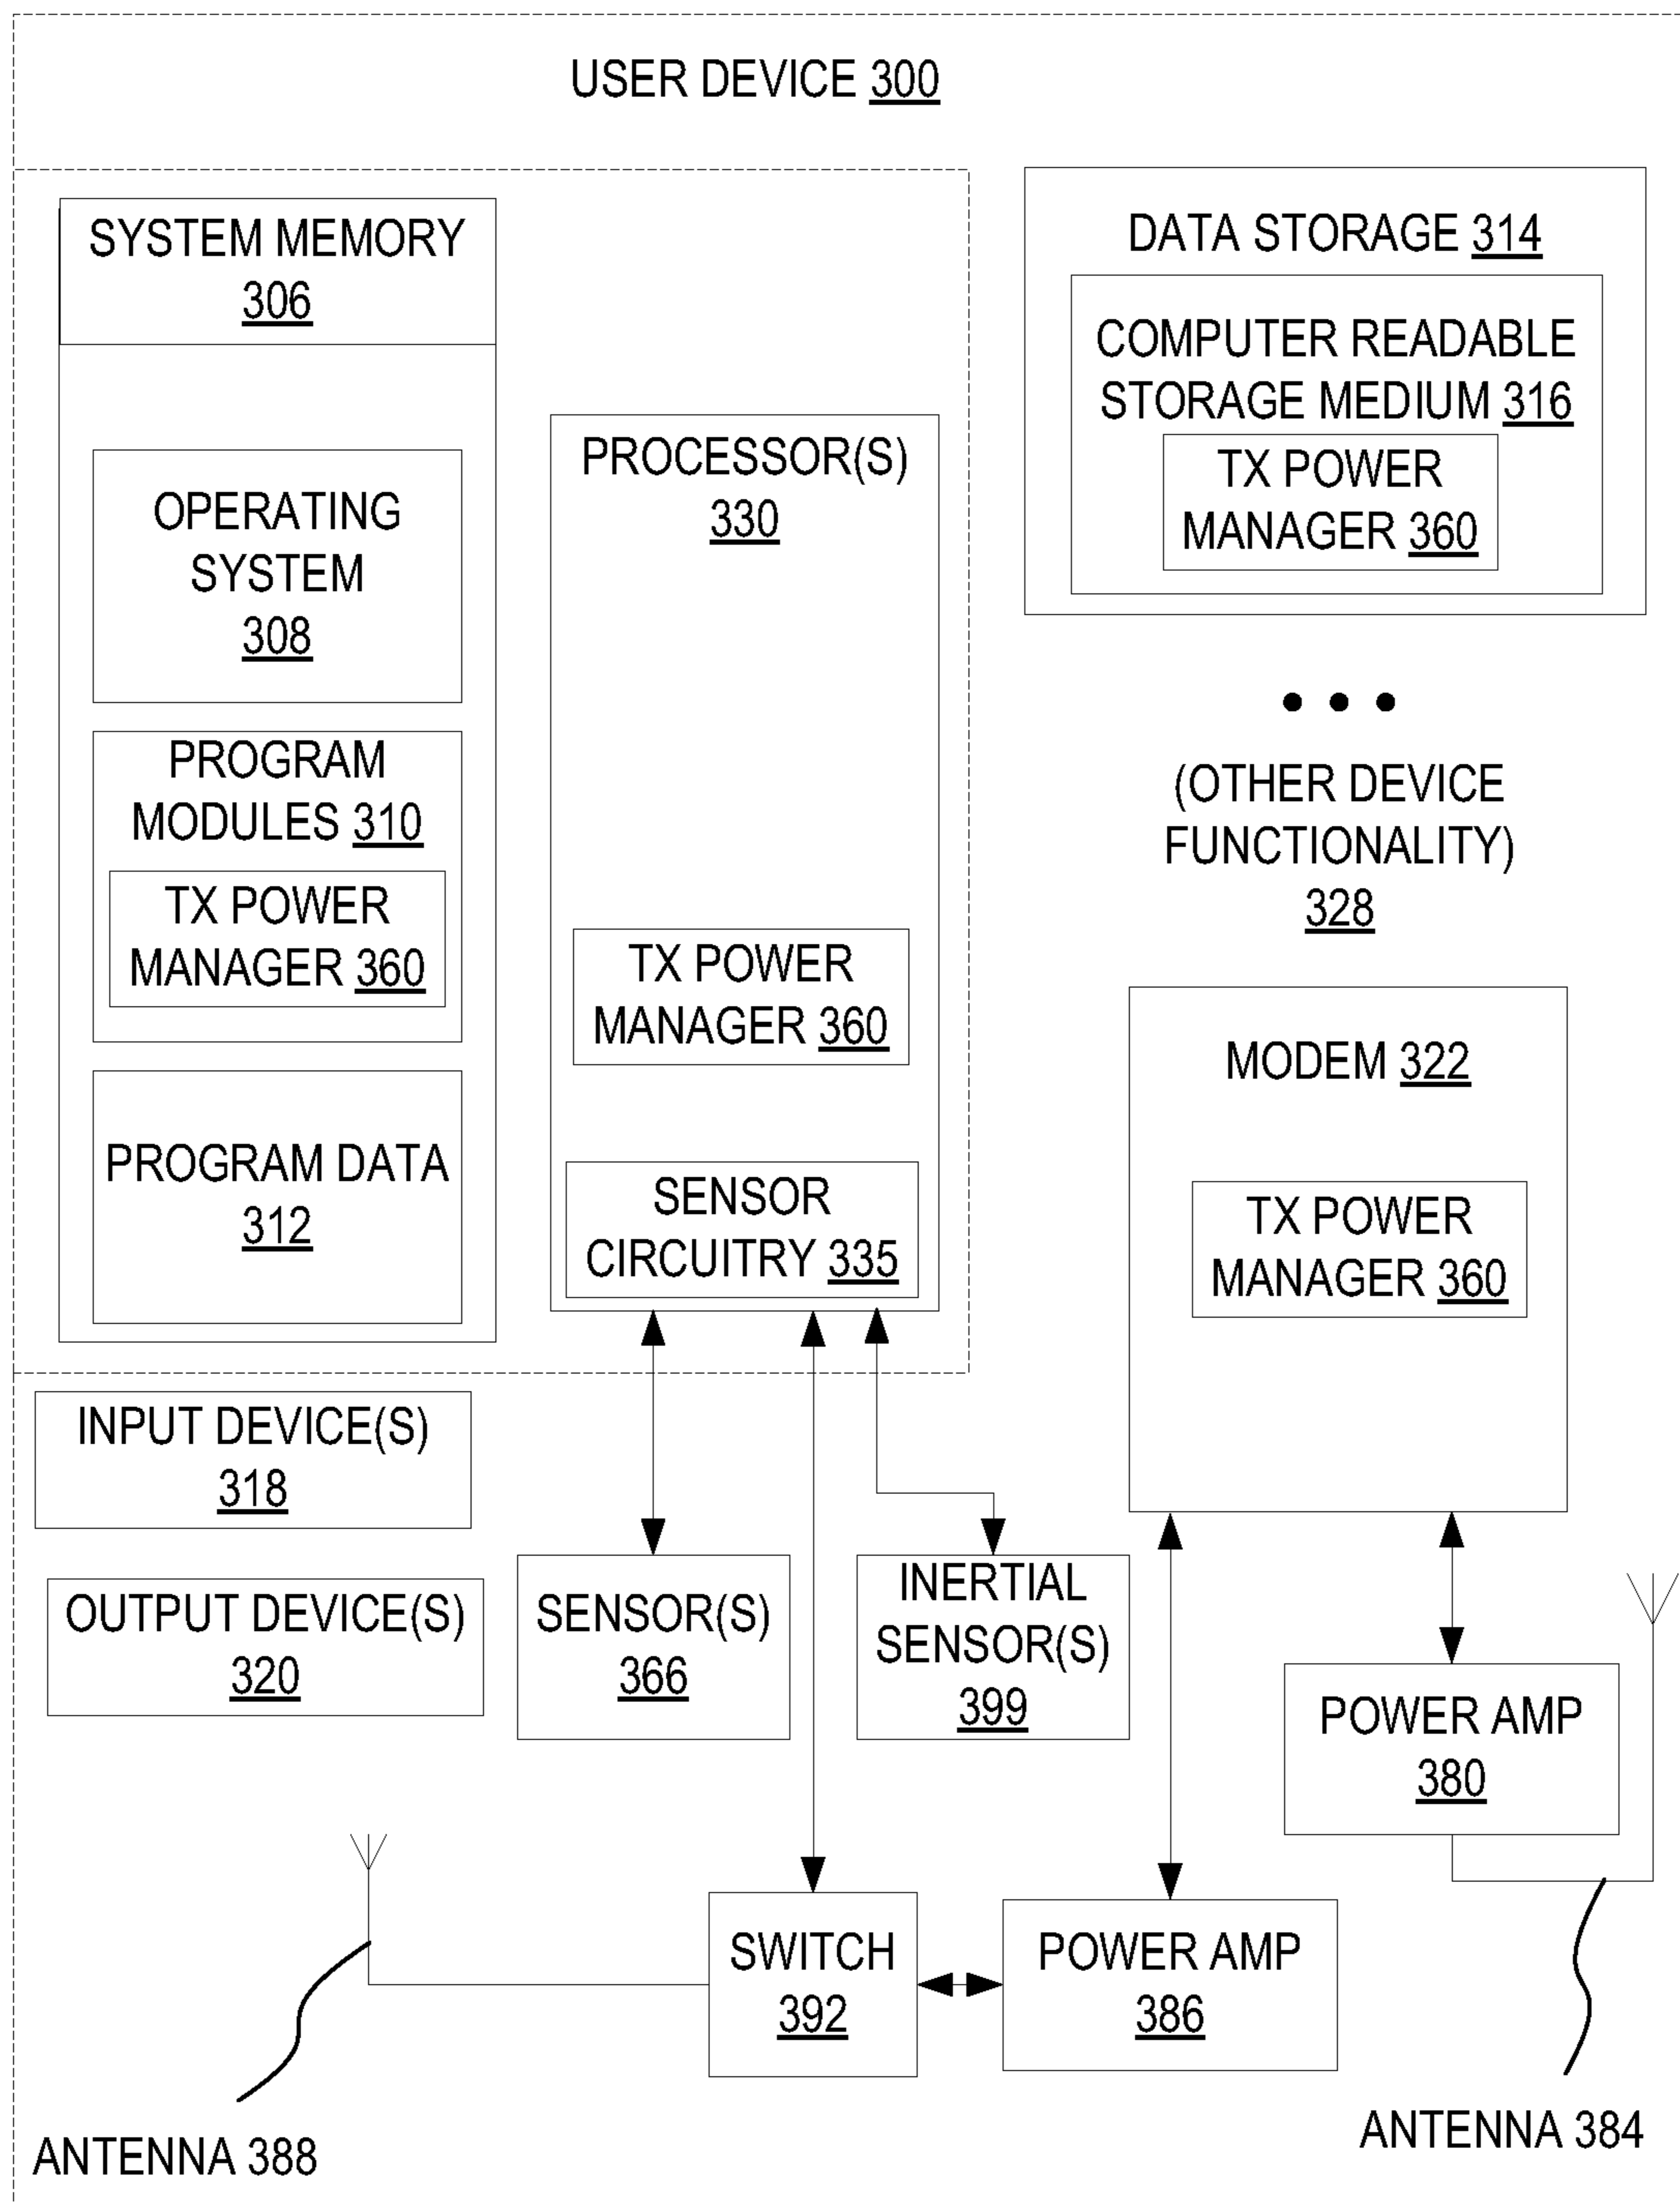 USER DEVICE 300
SYSTEM MEMORY
306
OPERATING
SYSTEM
308
PROGRAM
MODULES 310
TX POWER
MANAGER 360
PROGRAM DATA
312
PROCESSOR(S)
330
TX POWER
MANAGER 360
SENSOR
CIRCUITRY 335
DATA STORAGE 314
COMPUTER READABLE
STORAGE MEDIUM 316
TX POWER
MANAGER 360
(OTHER DEVICE
FUNCTIONALITY)
328
MODEM 322
TX POWER
MANAGER 360
INPUT DEVICE(S)
318
OUTPUT DEVICE(S)
320
SENSOR(S)
366
INERTIAL
SENSOR(S)
399
POWER AMP
380
SWITCH
392
POWER AMP
386
ANTENNA 388
ANTENNA 384